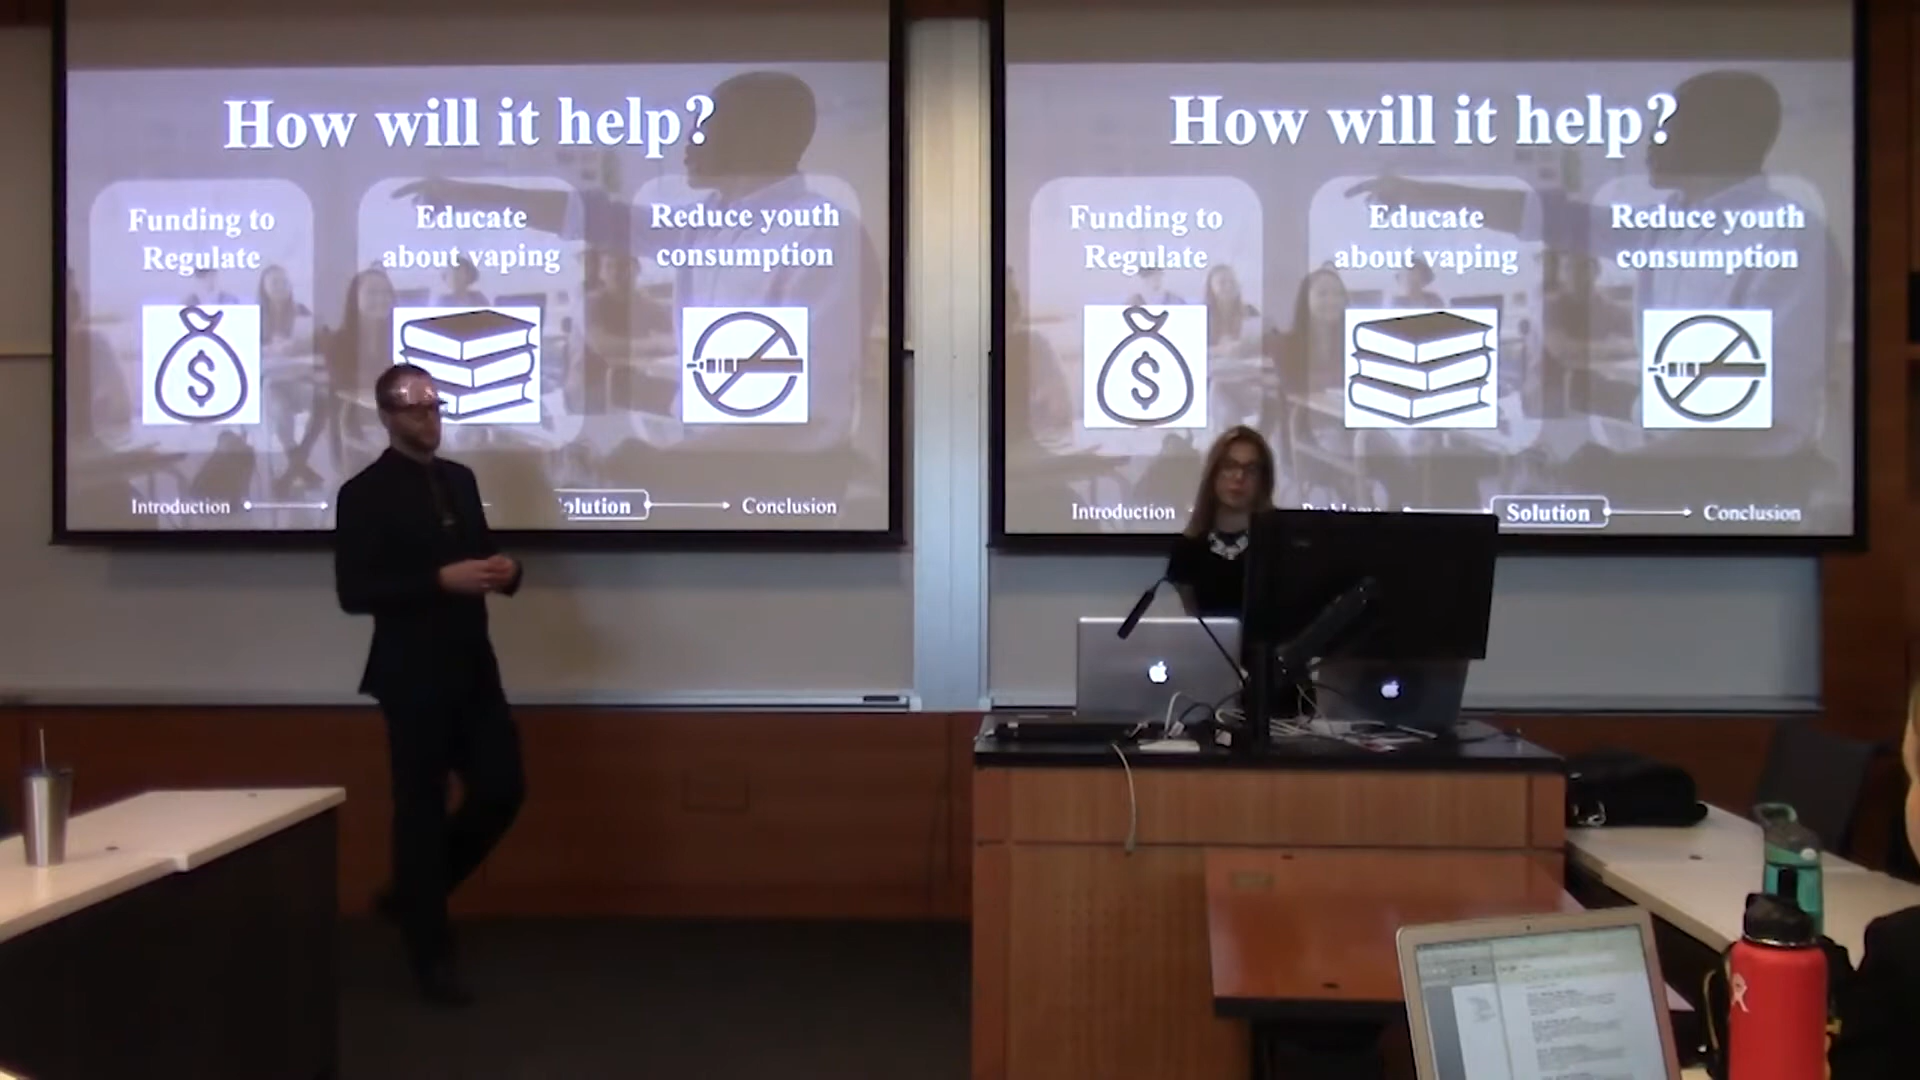 How will it help?
Funding to
Regulate
Educate
about vaping
Reduce youth
consumption
$
Introduction
olution
Conclusion
How will it help?
Funding to
Regulate
Educate
about vaping
Reduce youth
consumption
$
Introduction
Solution
Conclusion